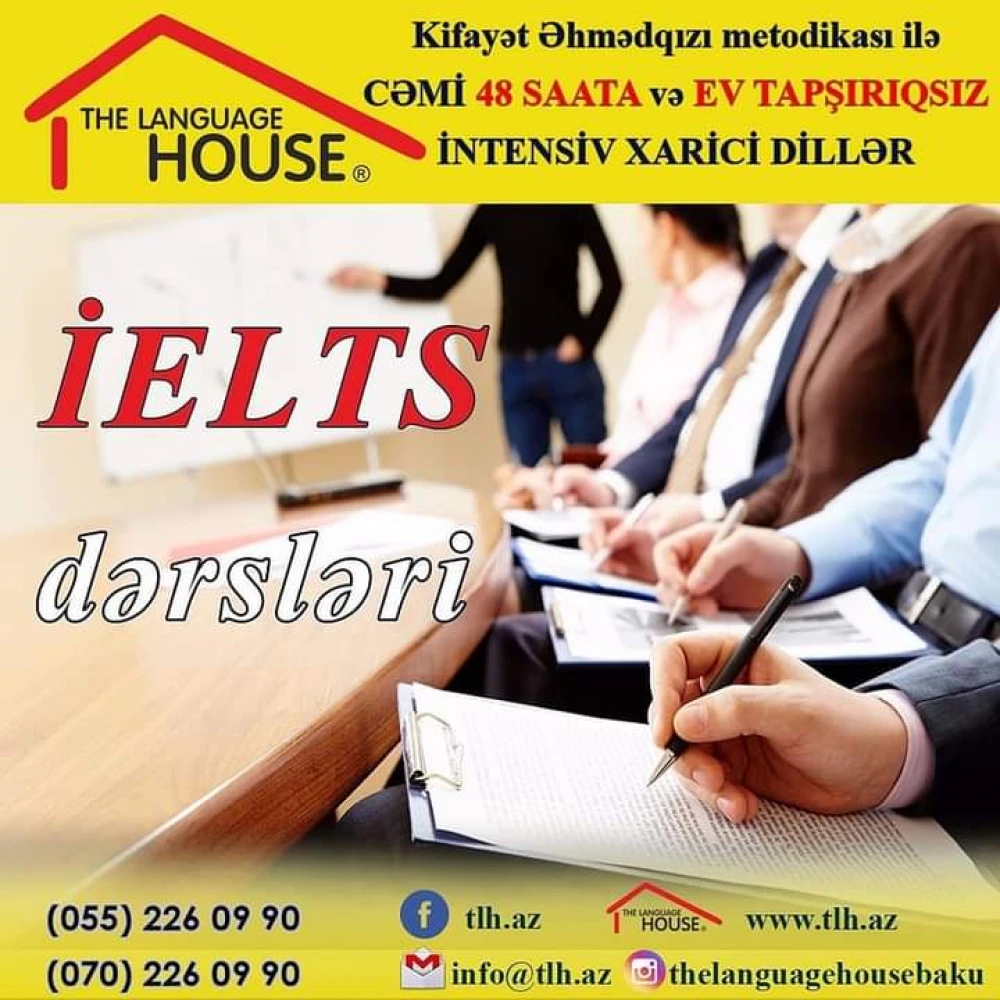 Kifayət Əhmədqızı metodikası ilə
CƏMİ 48 SAATA və EV TAPŞIRIQSIZ
İNTENSİV XARİCİ DİLLƏR
THE LANGUAGE
HOUSE®
İELTS
dərsləri
(055) 226 09 90
(070) 226 09 90
tlh.az
info@tlh.az
THE LANGUAGE
HOUSE®
www.tlh.az
thelanguagehousebaku